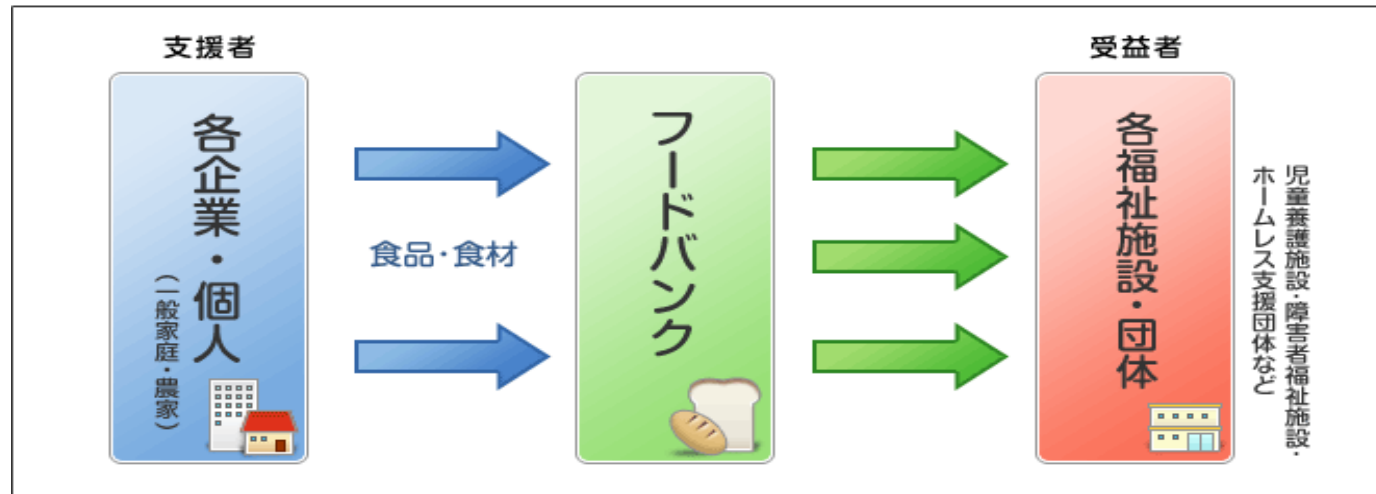 支援者
各企業・個人
(一般家庭・農家)
食品・食材
フードバンク
受益者
各福祉施設・団体
児童養護施設・障害者福祉施設・
ホームレス支援団体など